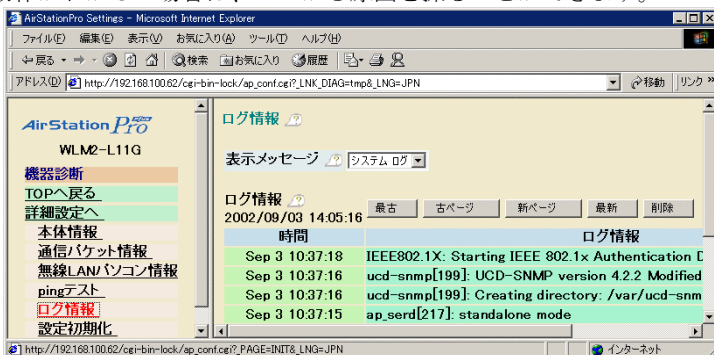 AirStationPro Settings - Microsoft Internet Explorer
ファイル(F) 編集(E) 表示(V) お気に入り(A) ツール(T) ヘルプ(H)
戻る 検索 お気に入り 履歴
アドレス(D) http://192.168.100.62/cgi-bin-lock/ap_conf.cgi?_LNK_DIAG=tmp&_LNG=JPN 移動 リンク »
AirStation Pro
WLM2-L11G
機器診断
TOPへ戻る
詳細設定へ
本体情報
通信パケット情報
無線LANパソコン情報
pingテスト
ログ情報
設定初期化
ログ情報
表示メッセージ システム ログ
ログ情報
2002/09/03 14:05:16 最古 古ページ 新ページ 最新 削除
時間 ログ情報
Sep 3 10:37:18 IEEE802.1X: Starting IEEE 802.1x Authentication
Sep 3 10:37:16 ucd-snmp[199]: UCD-SNMP version 4.2.2 Modified
Sep 3 10:37:16 ucd-snmp[199]: Creating directory: /var/ucd-snm
Sep 3 10:37:15 ap_serd[217]: standalone mode
http://192.168.100.62/cgi-bin-lock/ap_conf.cgi?_PAGE=INIT&_LNG=JPN インターネット